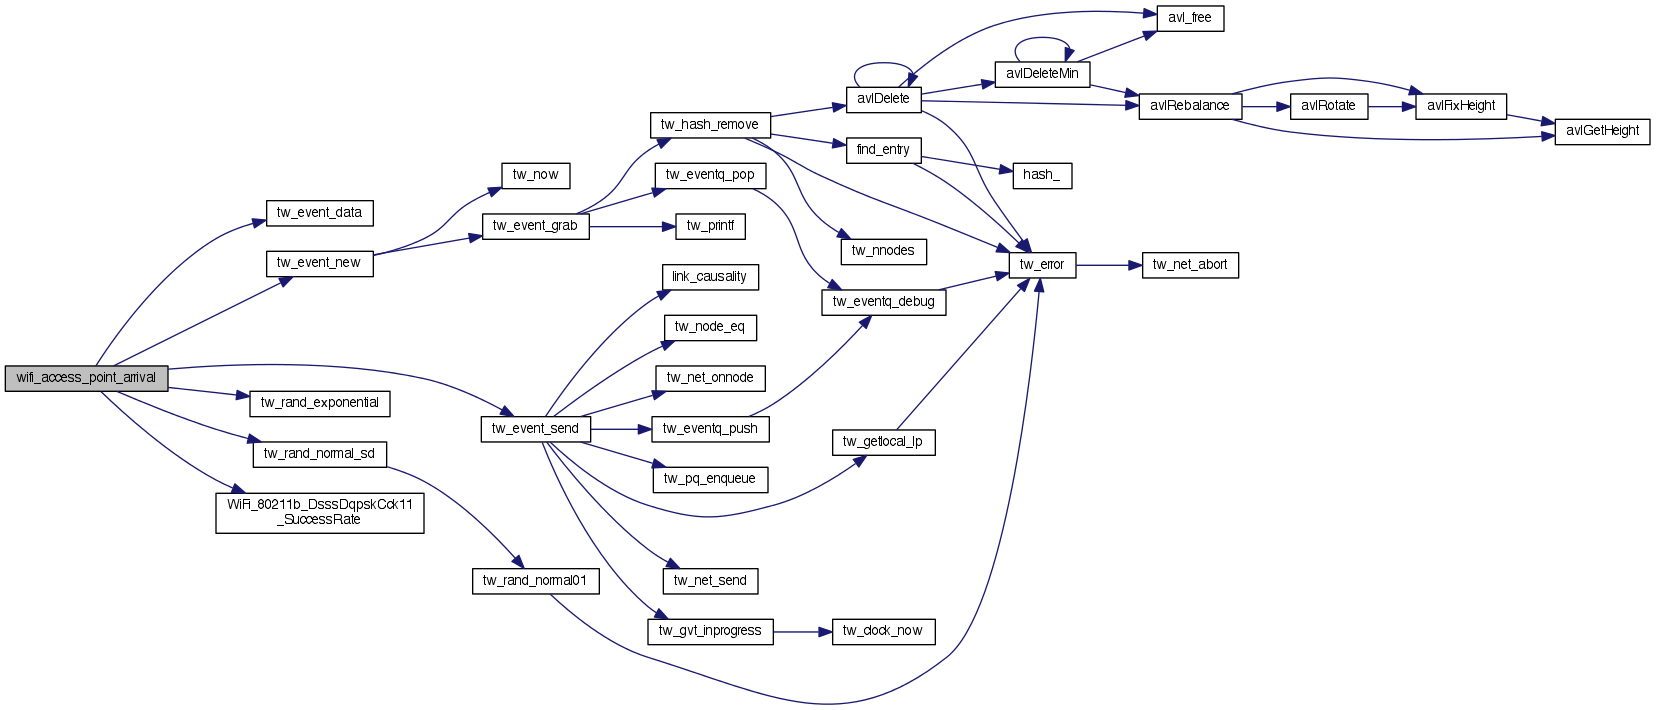 avl_free
avlDeleteMin
avlDelete
avlRebalance
avlRotate
avlFixHeight
avlGetHeight
tw_hash_remove
find_entry
hash_
tw_now
tw_eventq_pop
tw_event_data
tw_event_grab
tw_printf
tw_nnodes
tw_event_new
tw_error
tw_net_abort
link_causality
tw_eventq_debug
tw_node_eq
wifi_access_point_arrival
tw_net_onnode
tw_rand_exponential
tw_event_send
tw_eventq_push
tw_getlocal_lp
tw_rand_normal_sd
tw_pq_enqueue
WiFi_80211b_DsssDqpskCck11
_SuccessRate
tw_rand_normal01
tw_net_send
tw_gvt_inprogress
tw_clock_now